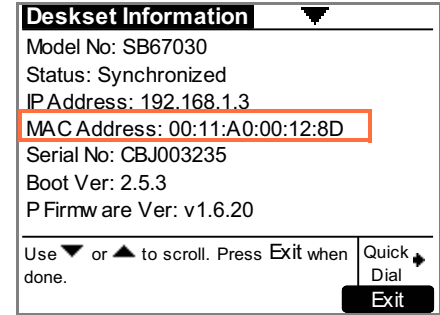 Deskset Information
Model No: SB67030
Status: Synchronized
IP Address: 192.168.1.3
MAC Address: 00:11:A0:00:12:8D
Serial No: CBJ003235
Boot Ver: 2.5.3
P Firmware Ver: v1.6.20
Use ▼ or ▲ to scroll. Press Exit when
done.
Quick
Dial
Exit